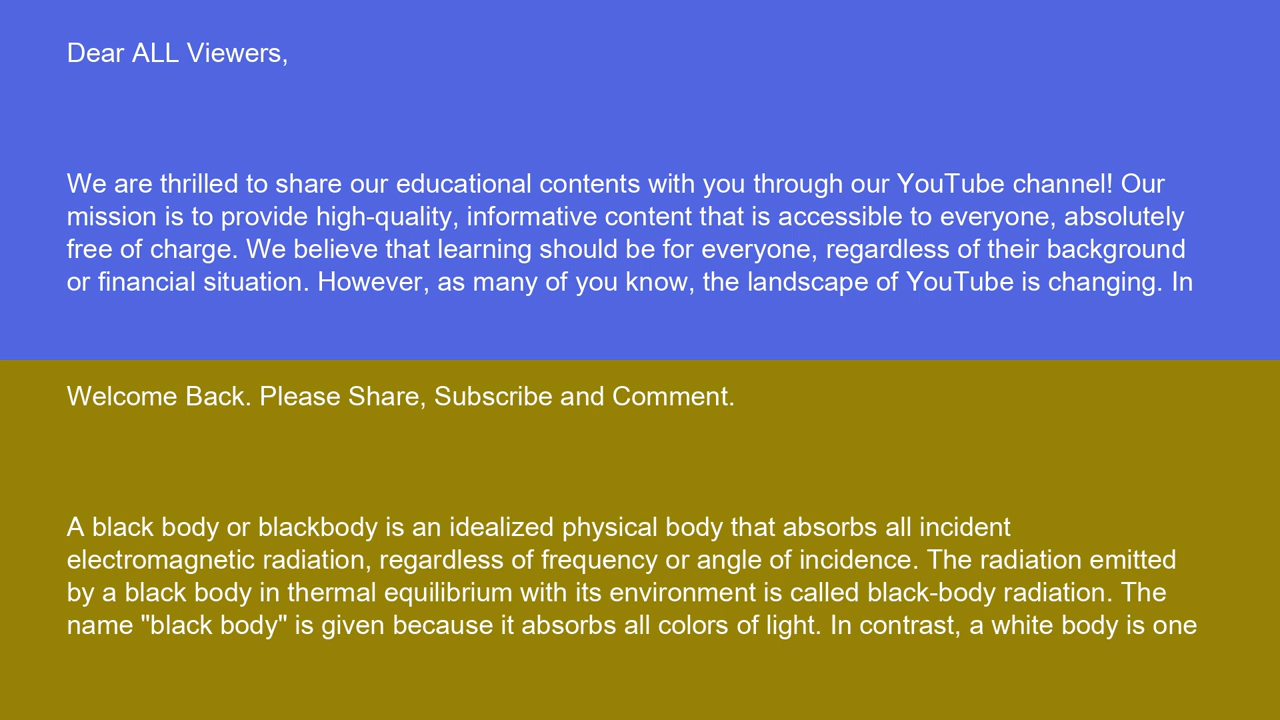 Dear ALL Viewers,
We are thrilled to share our educational contents with you through our YouTube channel! Our
mission is to provide high-quality, informative content that is accessible to everyone, absolutely
free of charge. We believe that learning should be for everyone, regardless of their background
or financial situation. However, as many of you know, the landscape of YouTube is changing. In
Welcome Back. Please Share, Subscribe and Comment.
A black body or blackbody is an idealized physical body that absorbs all incident
electromagnetic radiation, regardless of frequency or angle of incidence. The radiation emitted
by a black body in thermal equilibrium with its environment is called black-body radiation. The
name "black body" is given because it absorbs all colors of light. In contrast, a white body is one